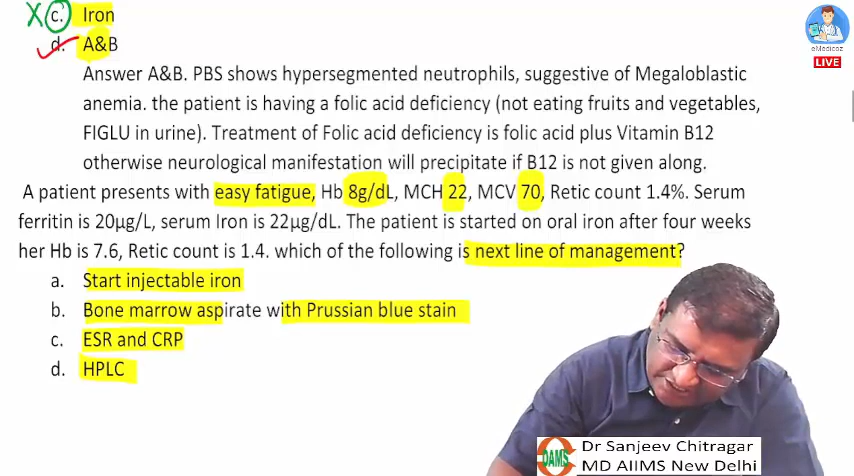 X c. Iron
d. A&B
Answer A&B. PBS shows hypersegmented neutrophils, suggestive of Megaloblastic
anemia. the patient is having a folic acid deficiency (not eating fruits and vegetables,
FIGLU in urine). Treatment of Folic acid deficiency is folic acid plus Vitamin B12
otherwise neurological manifestation will precipitate if B12 is not given along.
A patient presents with easy fatigue, Hb 8g/dL, MCH 22, MCV 70, Retic count 1.4%. Serum
ferritin is 20µg/L, serum Iron is 22µg/dL. The patient is started on oral iron after four weeks
her Hb is 7.6, Retic count is 1.4. which of the following is next line of management?
a. Start injectable iron
b. Bone marrow aspirate with Prussian blue stain
c. ESR and CRP
d. HPLC
eMedicoz
LIVE
DAMS
Dr Sanjeev Chitragar
MD AIIMS New Delhi